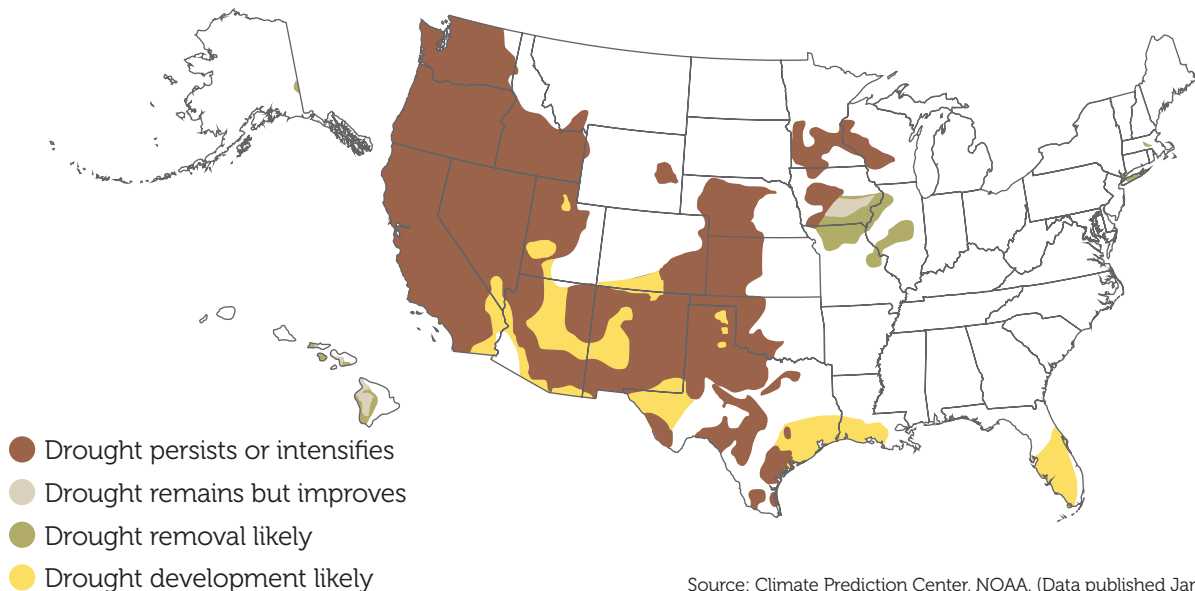 Drought persists or intensifies
Drought remains but improves
Drought removal likely
Drought development likely
Source: Climate Prediction Center, NOAA. (Data published Jan